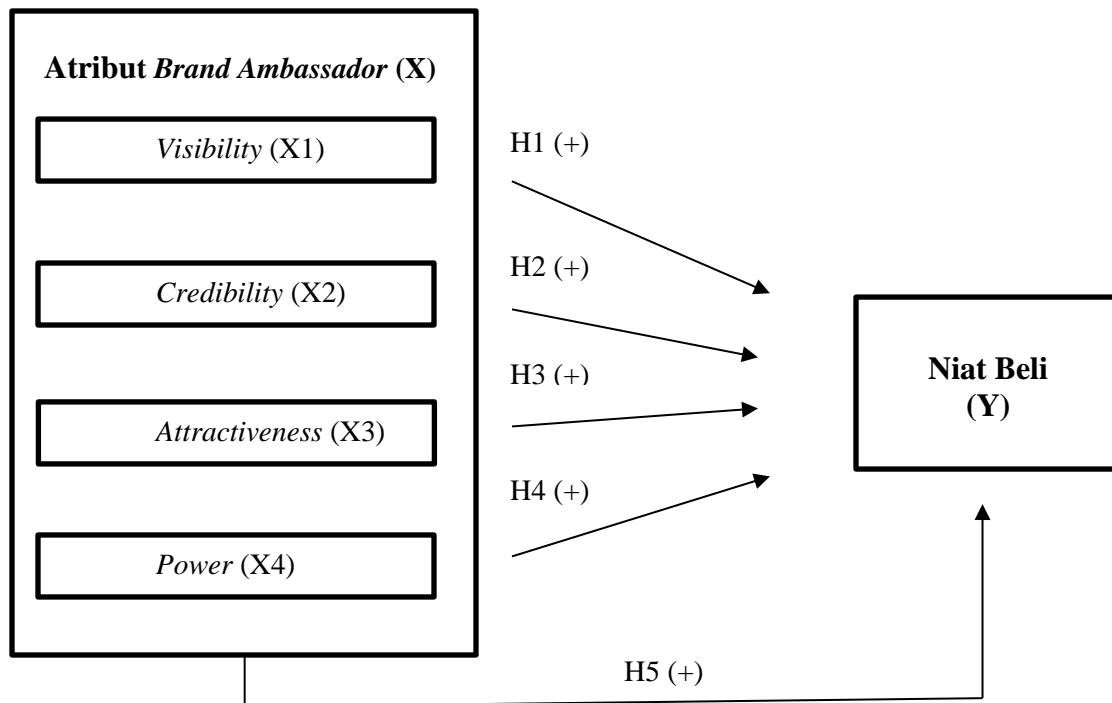 Atribut Brand Ambassador (X)
Visibility (X1)
Credibility (X2)
Attractiveness (X3)
Power (X4)
H1 (+)
H2 (+)
H3 (+)
H4 (+)
H5 (+)
Niat Beli
(Y)